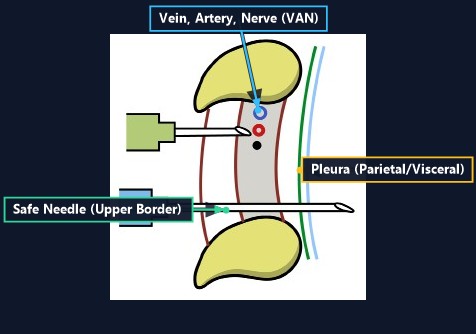 Vein, Artery, Nerve (VAN)
Pleura (Parietal/Visceral)
Safe Needle (Upper Border)